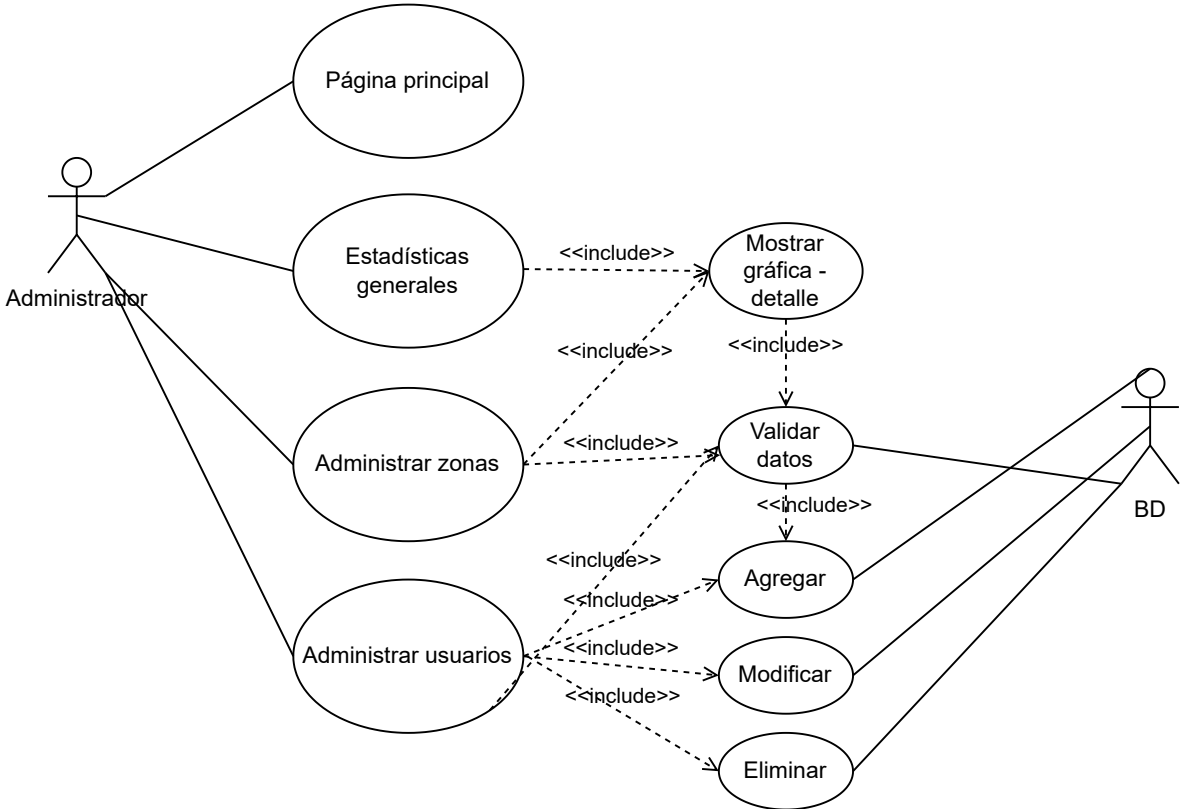 Página principal
Estadísticas
generales
<<include>>
Mostrar
gráfica -
detalle
Administrador
<<include>>
<<include>>
Administrar zonas
<<include>>
Validar
datos
<<include>>
BD
<<include>>
Agregar
<<include>>
Administrar usuarios
<<include>>
Modificar
<<include>>
Eliminar